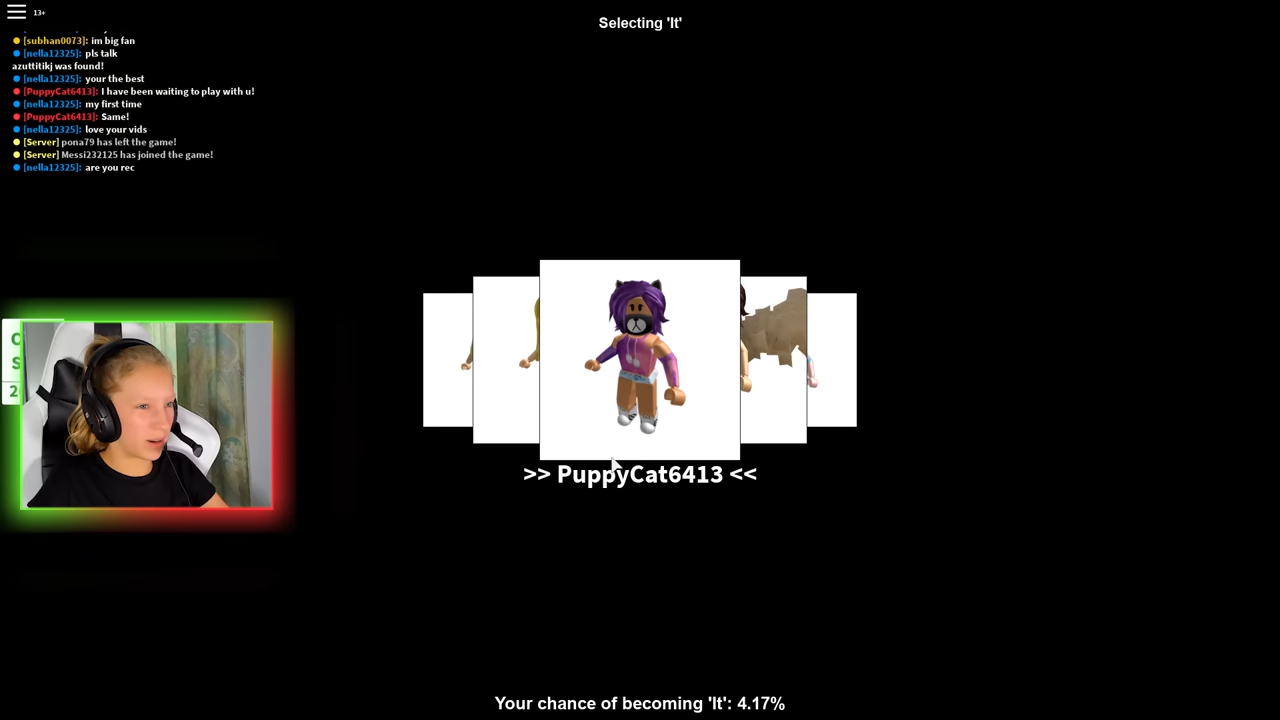 13+
Selecting 'It'
[subhan0073]: im big fan
[nella12325]: pls talk
azuttitikj was found!
[nella12325]: your the best
[PuppyCat6413]: I have been waiting to play with u!
[nella12325]: my first time
[PuppyCat6413]: Same!
[nella12325]: love your vids
[Server] pona79 has left the game!
[Server] Messi232125 has joined the game!
[nella12325]: are you rec
>> PuppyCat6413 <<
Your chance of becoming 'It': 4.17%